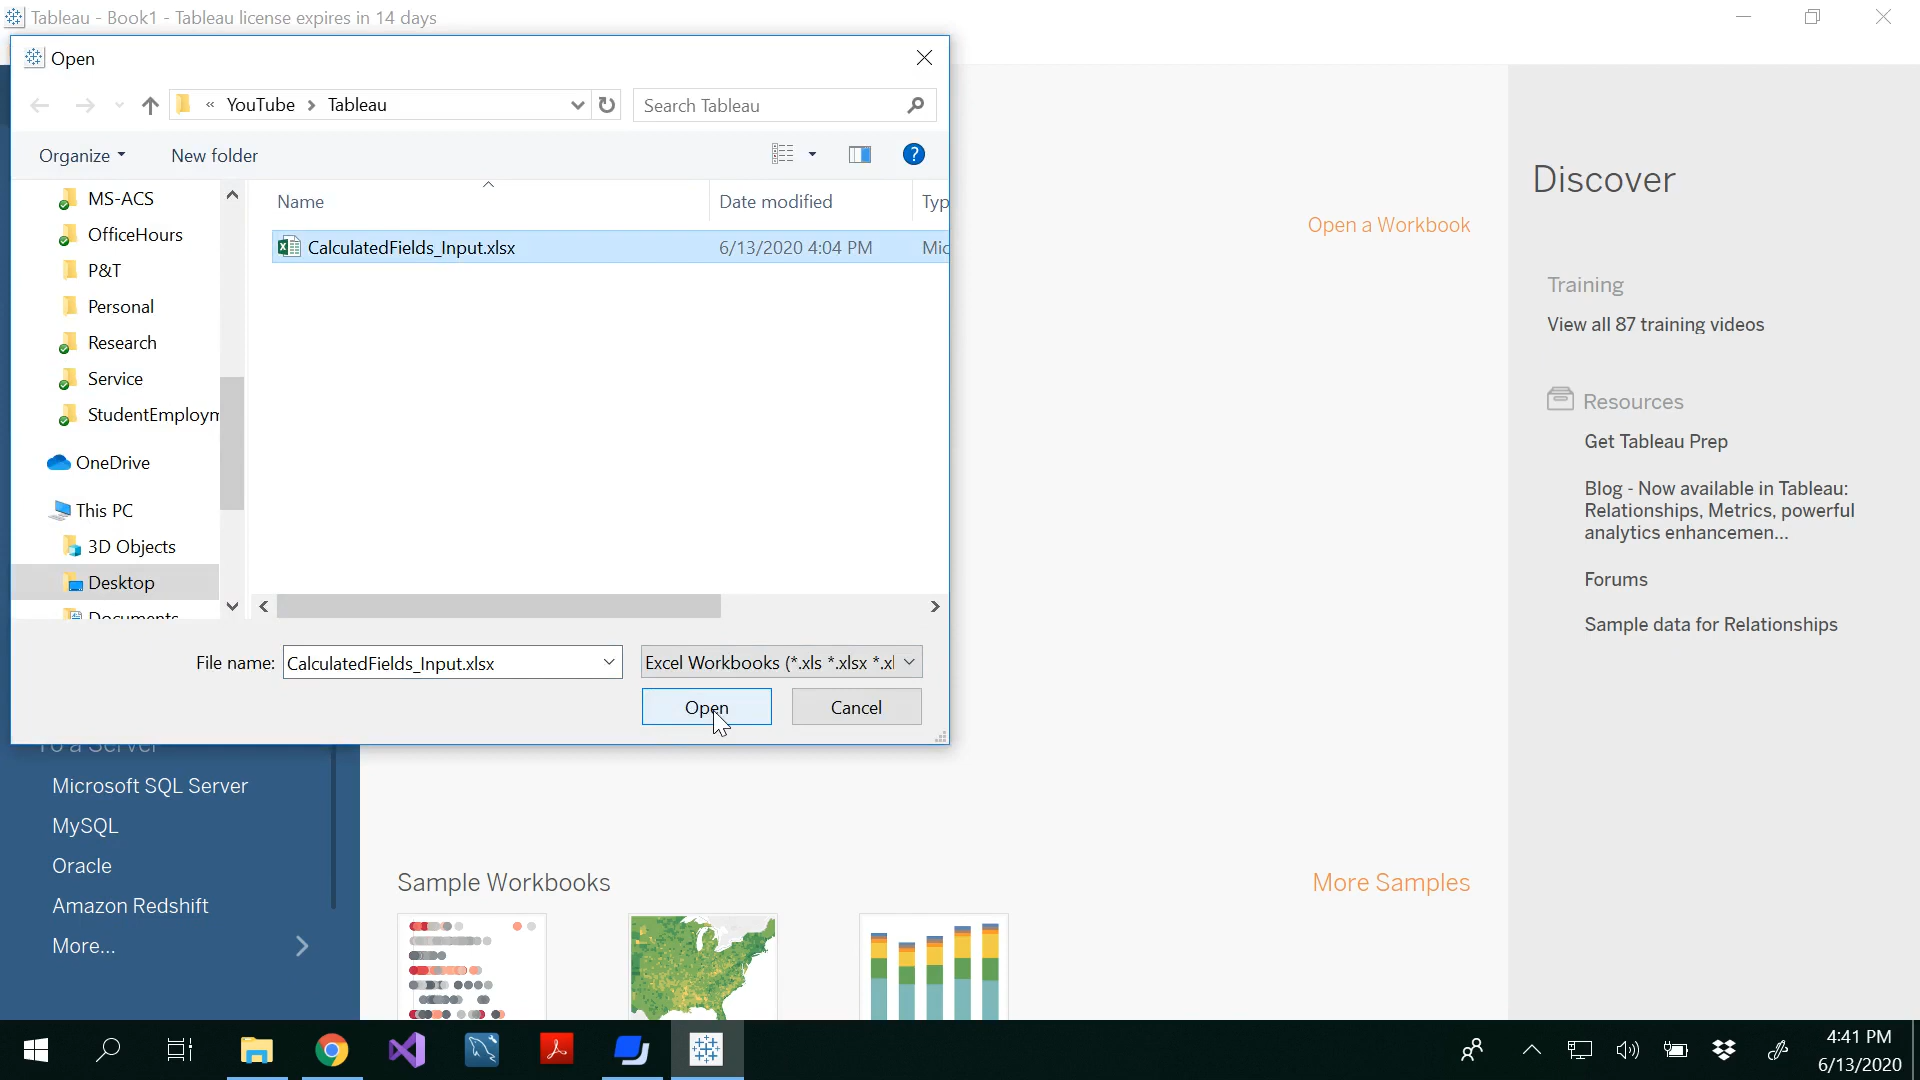 Tableau - Book1 - Tableau license expires in 14 days
Open
« YouTube > Tableau
Search Tableau
Organize
New folder
?
Name
Date modified
Typ
MS-ACS
OfficeHours
P&T
Personal
Research
Service
StudentEmploym
OneDrive
This PC
3D Objects
Desktop
Documents
CalculatedFields_Input.xlsx
6/13/2020 4:04 PM
Mic
File name:
CalculatedFields_Input.xlsx
Excel Workbooks (*.xls *.xlsx *.xl
Open
Cancel
To a Server
Microsoft SQL Server
MySQL
Oracle
Amazon Redshift
More...
Open a Workbook
Sample Workbooks
More Samples
Discover
Training
View all 87 training videos
Resources
Get Tableau Prep
Blog - Now available in Tableau:
Relationships, Metrics, powerful
analytics enhancemen...
Forums
Sample data for Relationships
4:41 PM
6/13/2020